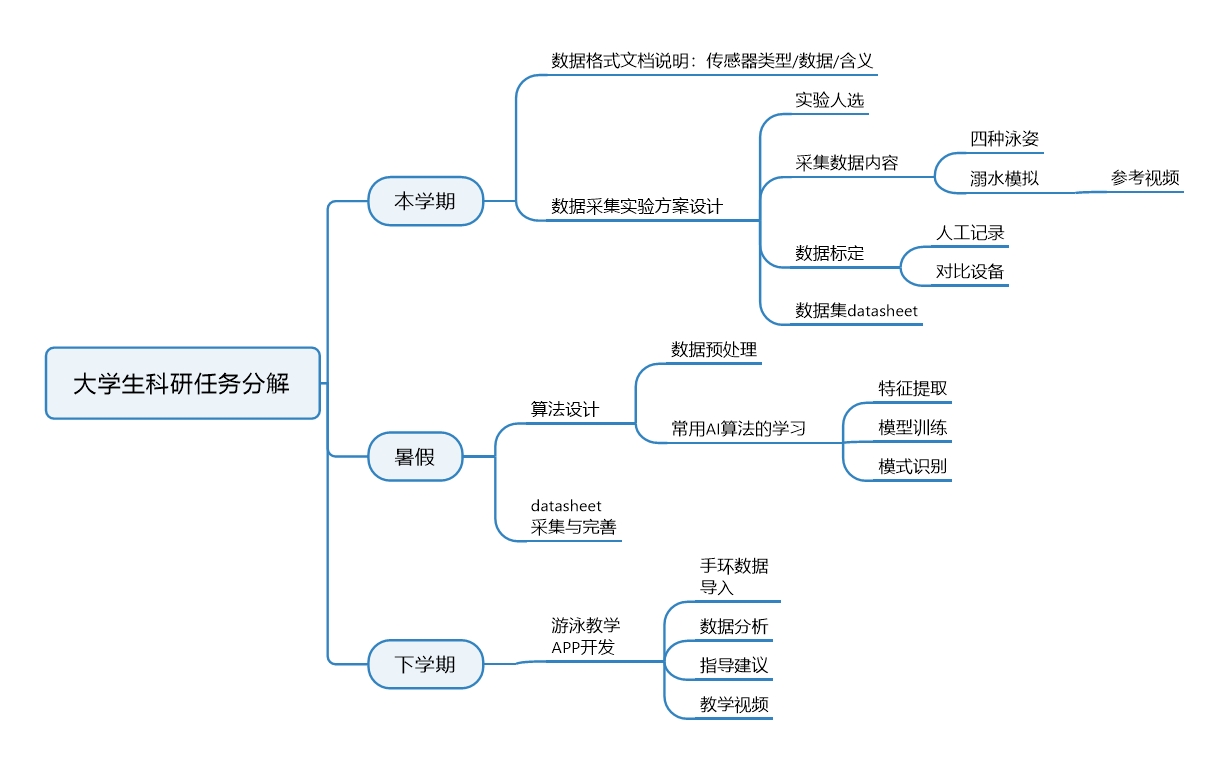 大学生科研任务分解
本学期
数据格式文档说明：传感器类型/数据/含义
数据采集实验方案设计
实验人选
采集数据内容
四种泳姿
溺水模拟
参考视频
数据标定
人工记录
对比设备
数据集datasheet
暑假
算法设计
数据预处理
常用AI算法的学习
特征提取
模型训练
模式识别
datasheet
采集与完善
下学期
游泳教学
APP开发
手环数据
导入
数据分析
指导建议
教学视频